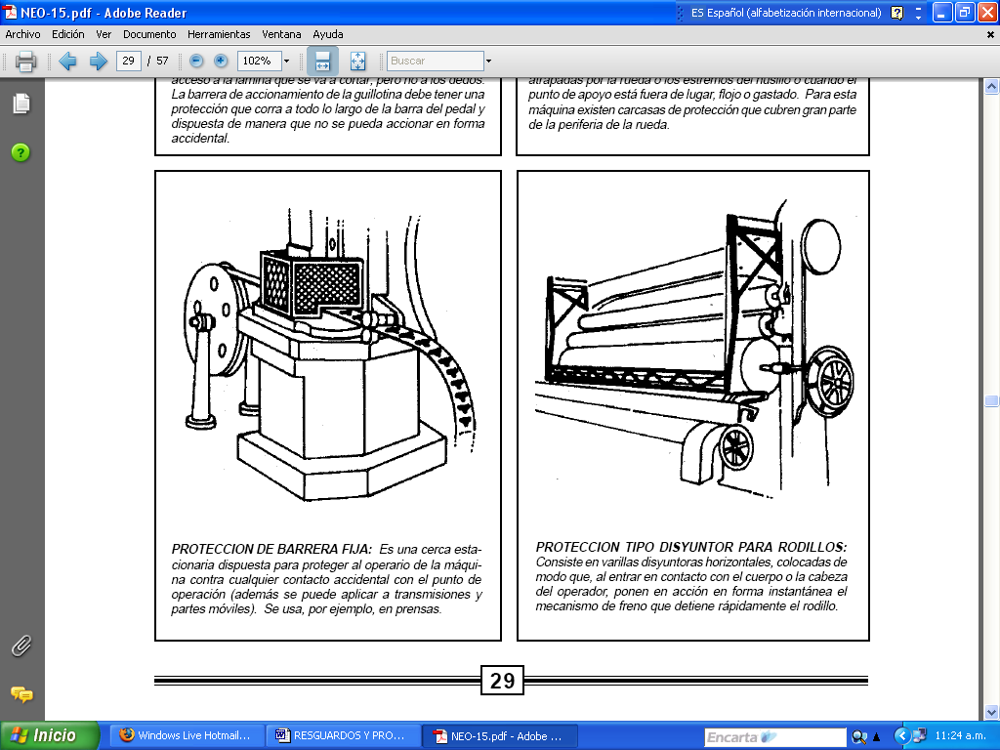 NEO-15.pdf - Adobe Reader
ES Español (alfabetización internacional)
Archivo Edición Ver Documento Herramientas Ventana Ayuda
29 / 57 102% Buscar
acceso a la lámina que se va a cortar, pero no a los dedos.
La barrera de accionamiento de la guillotina debe tener una
protección que corra a todo lo largo de la barra del pedal y
dispuesta de manera que no se pueda accionar en forma
accidental.
atrapadas por la rueda o los estremos del husillo o cuando el
punto de apoyo está fuera de lugar, flojo o gastado. Para esta
máquina existen carcasas de protección que cubren gran parte
de la periferia de la rueda.
PROTECCION DE BARRERA FIJA: Es una cerca esta-
cionaria dispuesta para proteger al operario de la máqui-
na contra cualquier contacto accidental con el punto de
operación (además se puede aplicar a transmisiones y
partes móviles). Se usa, por ejemplo, en prensas.
PROTECCION TIPO DISYUNTOR PARA RODILLOS:
Consiste en varillas disyuntoras horizontales, colocadas de
modo que, al entrar en contacto con el cuerpo o la cabeza
del operador, ponen en acción en forma instantánea el
mecanismo de freno que detiene rápidamente el rodillo.
29
Inicio
Windows Live Hotmail...
RESGUARDOS Y PRO...
NEO-15.pdf - Adobe ...
Encarta
11:24 a.m.